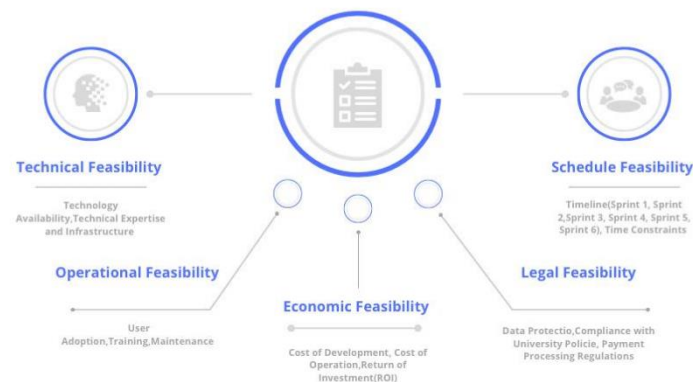 Technical Feasibility
Technology
Availability,Technical Expertise
and Infrastructure
Schedule Feasibility
Timeline(Sprint 1, Sprint
2,Sprint 3, Sprint 4, Sprint 5,
Sprint 6), Time Constraints
Operational Feasibility
User
Adoption,Training,Maintenance
Economic Feasibility
Cost of Development, Cost of
Operation,Return of
Investment(ROI)
Legal Feasibility
Data Protectio,Compliance with
University Policie, Payment
Processing Regulations